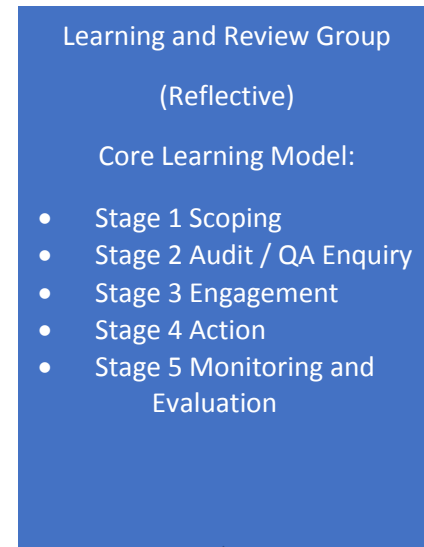 Learning and Review Group
(Reflective)
Core Learning Model:
• Stage 1 Scoping
• Stage 2 Audit / QA Enquiry
• Stage 3 Engagement
• Stage 4 Action
• Stage 5 Monitoring and
Evaluation